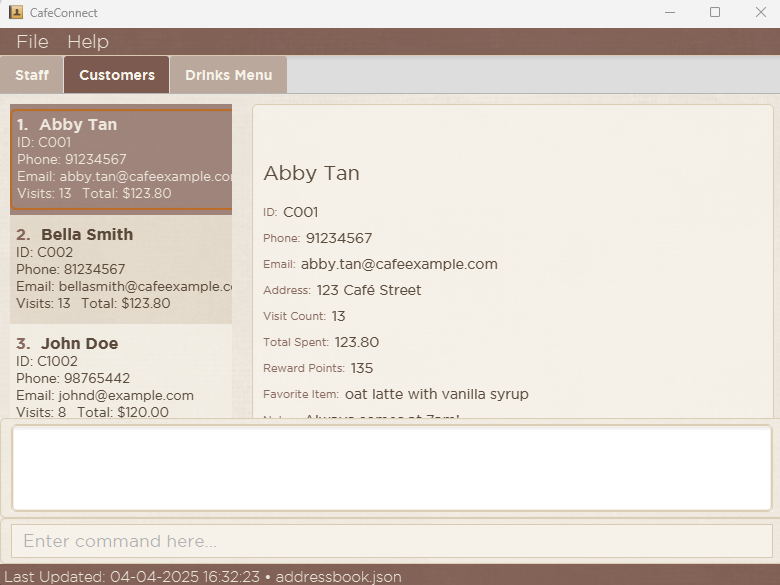 CafeConnect
File Help
Staff Customers Drinks Menu
1. Abby Tan
ID: C001
Phone: 91234567
Email: abby.tan@cafeexample.co
Visits: 13 Total: $123.80
2. Bella Smith
ID: C002
Phone: 81234567
Email: bellasmith@cafeexample.c
Visits: 13 Total: $123.80
3. John Doe
ID: C1002
Phone: 98765442
Email: johnd@example.com
Visits: 8 Total: $120.00
Abby Tan
ID: C001
Phone: 91234567
Email: abby.tan@cafeexample.com
Address: 123 Café Street
Visit Count: 13
Total Spent: 123.80
Reward Points: 135
Favorite Item: oat latte with vanilla syrup
Always comes at 7am!
Enter command here...
Last Updated: 04-04-2025 16:32:23 • addressbook.json